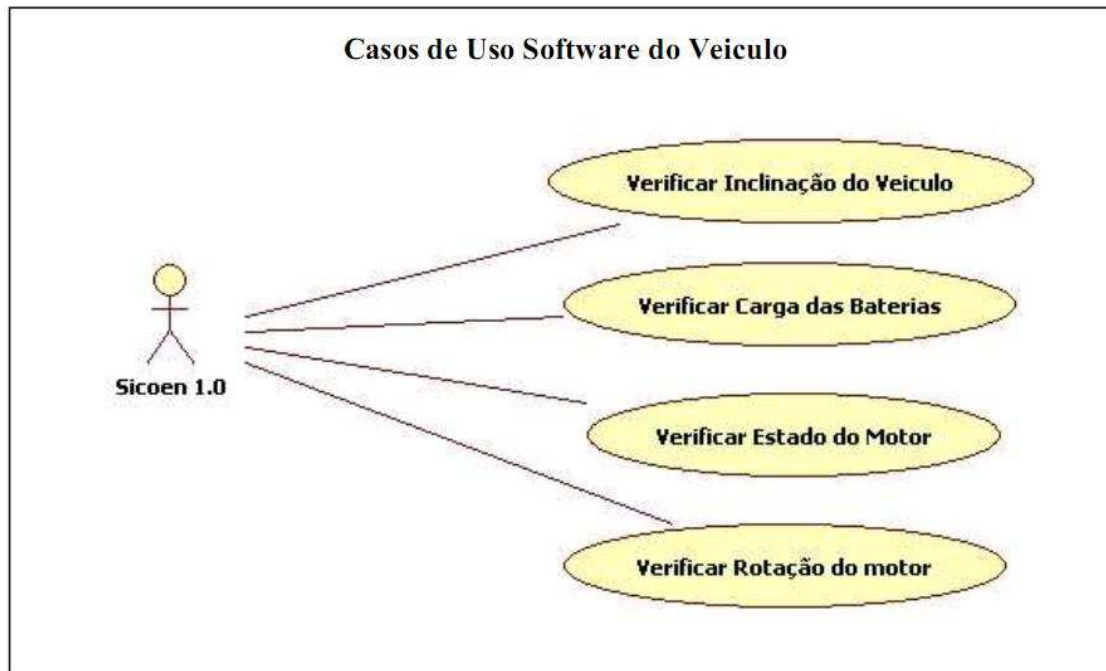 Casos de Uso Software do Veiculo
Verificar Inclinação do Veiculo
Verificar Carga das Baterias
Sicoen 1.0
Verificar Estado do Motor
Verificar Rotação do motor